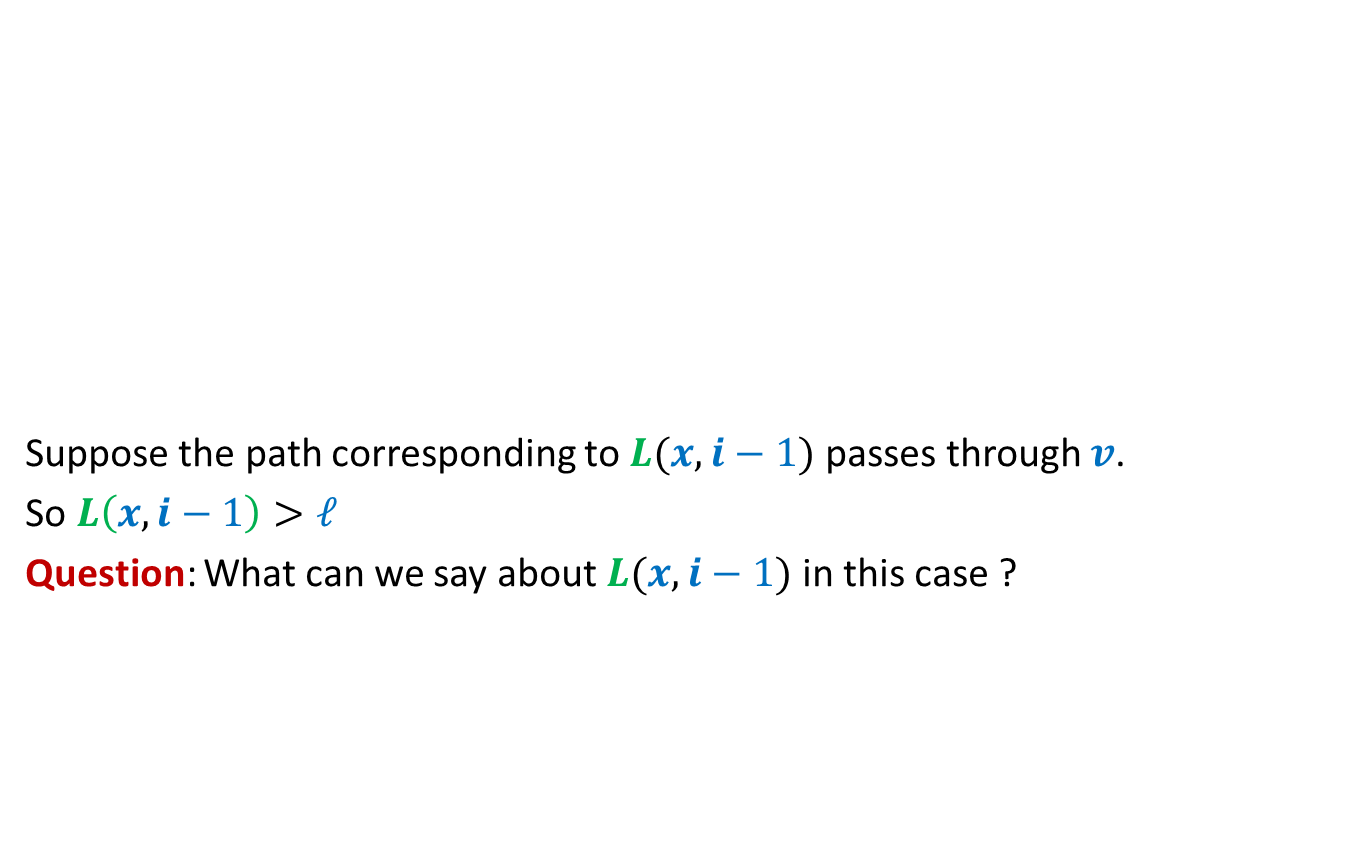 Suppose the path corresponding to L(x, i − 1) passes through v.
So L(x, i − 1) > ℓ
Question: What can we say about L(x, i − 1) in this case ?